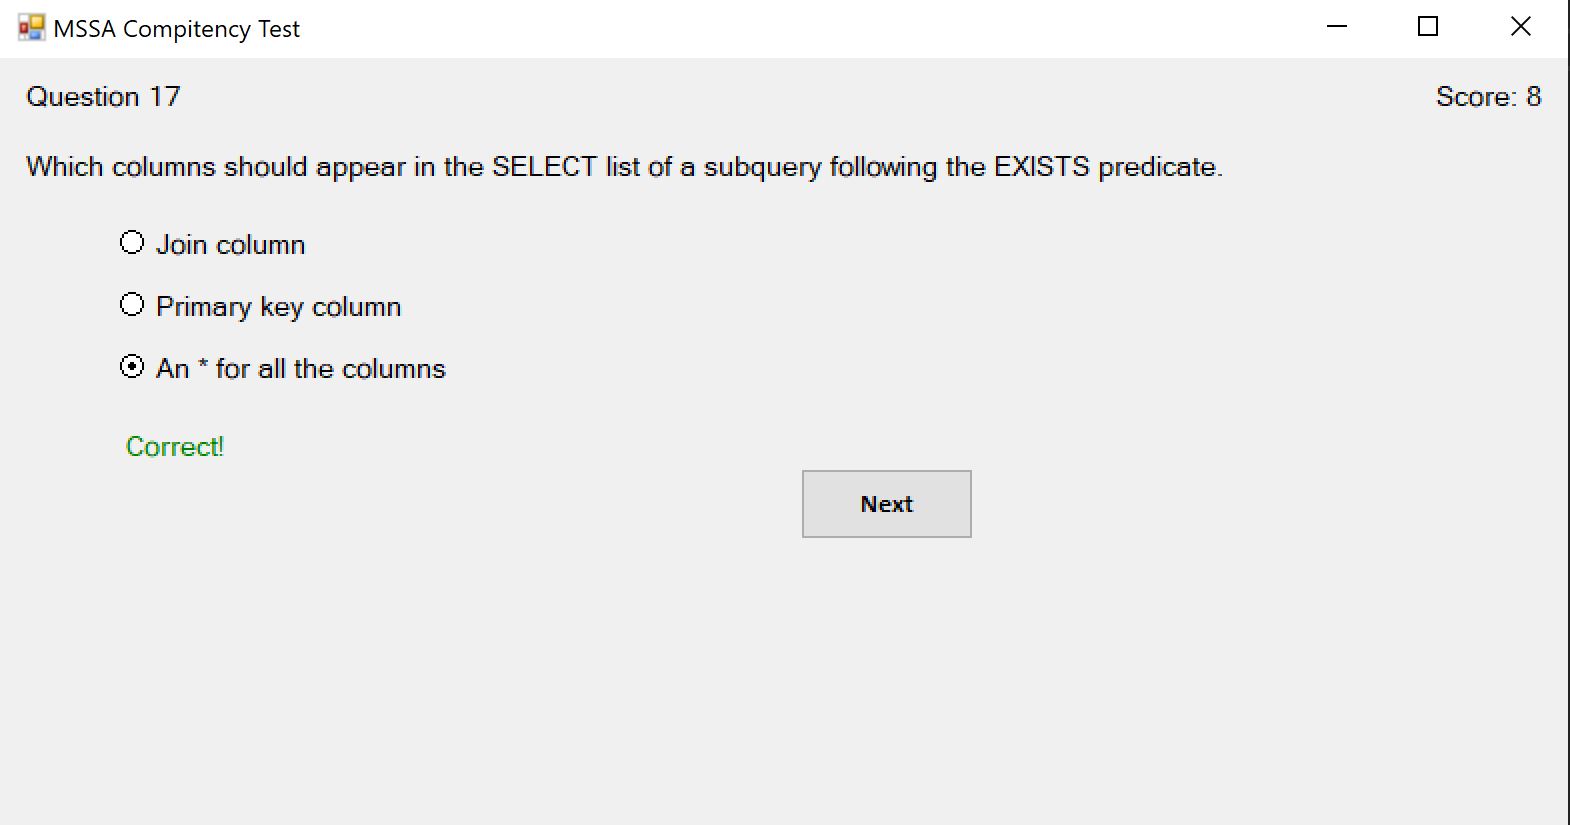 MSSA Compitency Test
Question 17
Score: 8
Which columns should appear in the SELECT list of a subquery following the EXISTS predicate.
Join column
Primary key column
An * for all the columns
Correct!
Next